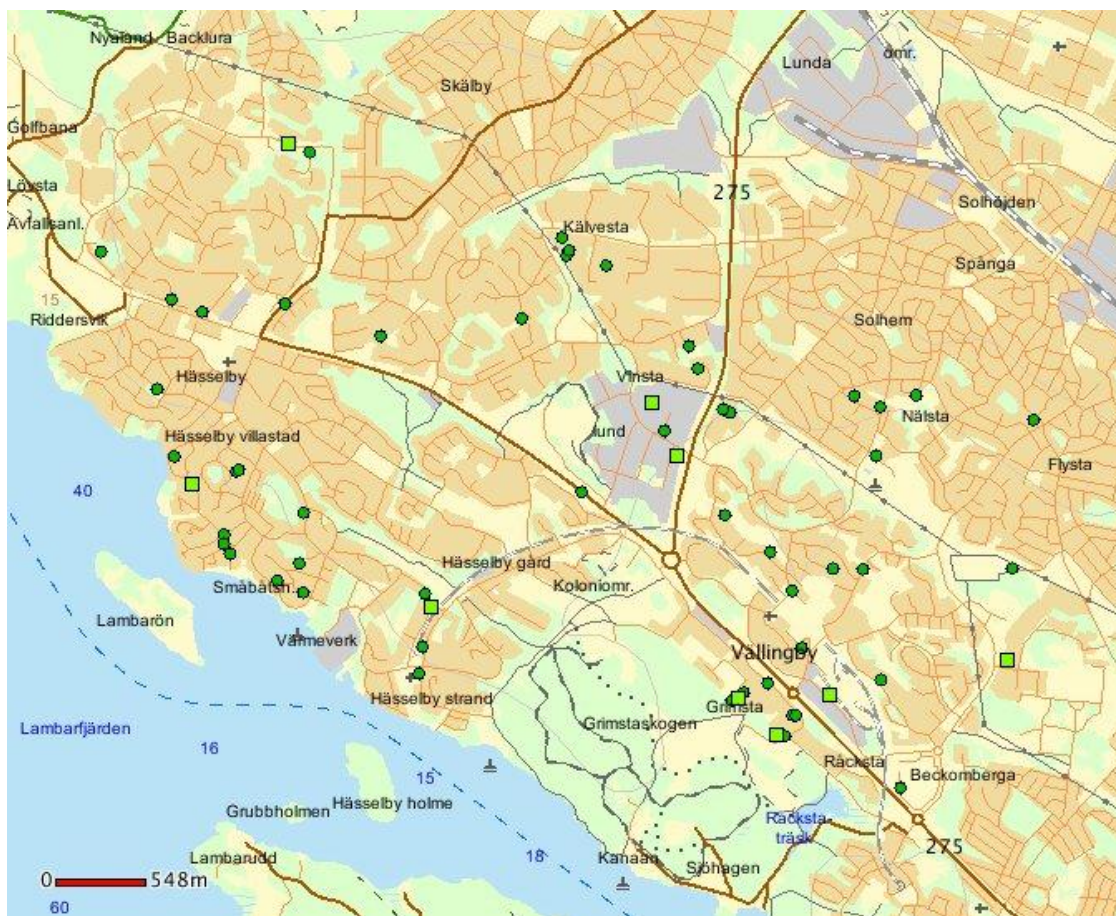 Nyaland Backlura
Lunda
omr.
Skälby
Golfbana
Lövsta
Avfallsanl.
275
Solhöjden
Kälvesta
Spånga
15
Riddersvik
Solhem
Hässelby
Vinsta
Nälsta
lund
Hässelby villastad
Flysta
40
Hässelby gård
Koloniomr.
Småbåtsh.
Lambarön
Värmeverk
Vällingby
Hässelby strand
Grimsta
Grimstaskogen
Lambarfjärden
16
Råcksta
15
Beckomberga
Hässelby holme
Grubbholmen
Råcksta-
träsk
275
18
Kanaan
Lambarudd
Sjöhagen
0 548m
60